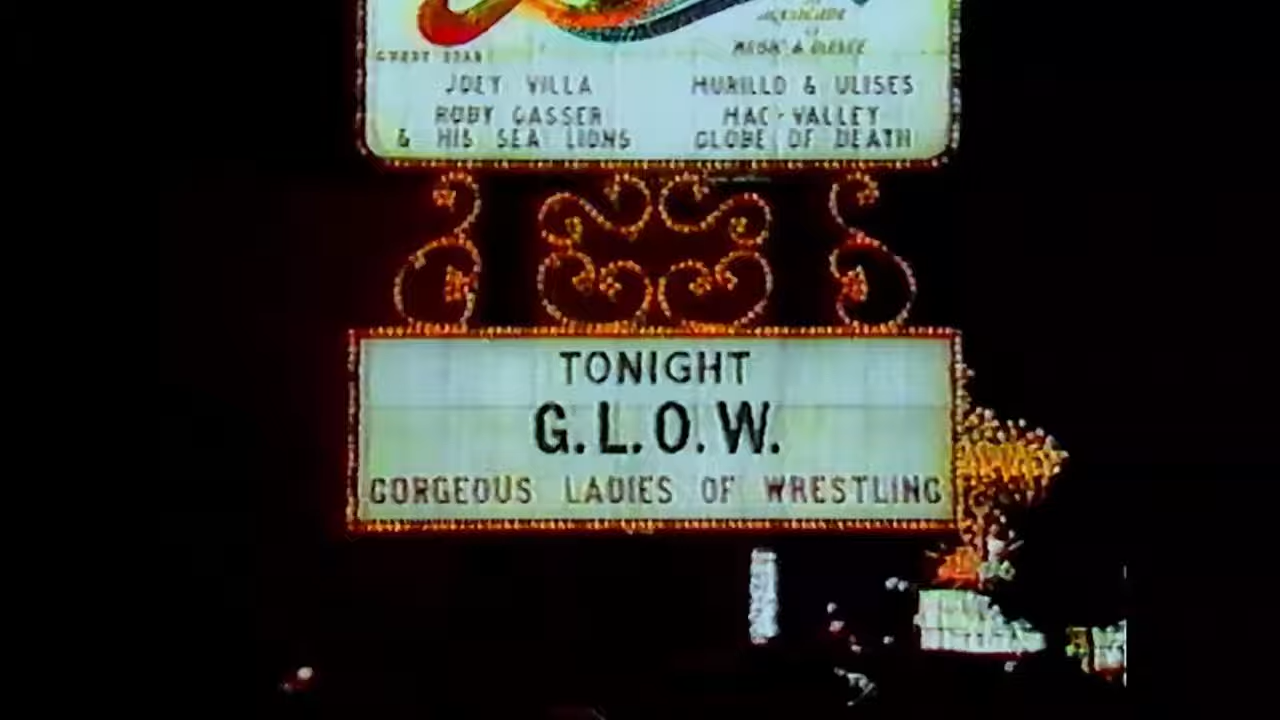 MUSIC & DANCE
GUEST STAR
JOEY VILLA
ROBY GASSER
& HIS SEA LIONS
MURILLO & ULISES
MAC-VALLEY
GLOBE OF DEATH
TONIGHT
G.L.O.W.
GORGEOUS LADIES OF WRESTLING